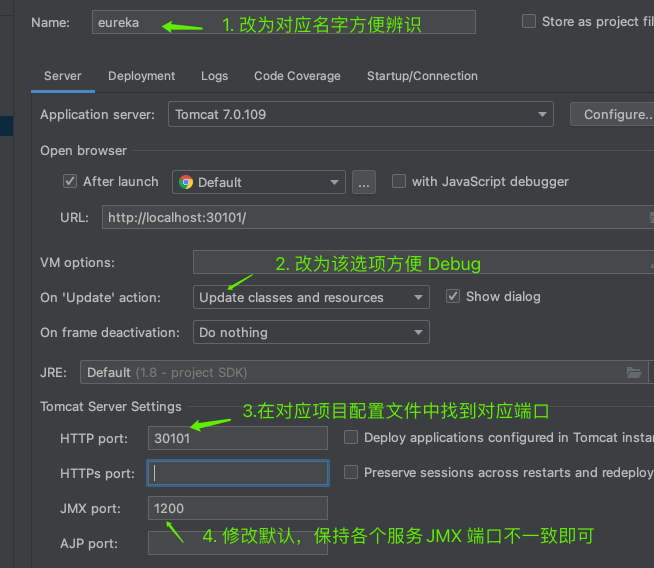 Name: eureka 1. 改为对应名字方便辨识 Store as project fil
Server Deployment Logs Code Coverage Startup/Connection
Application server: Tomcat 7.0.109 Configure..
Open browser
After launch Default ... with JavaScript debugger
URL: http://localhost:30101/
VM options:
2. 改为该选项方便 Debug
On 'Update' action: Update classes and resources Show dialog
On frame deactivation: Do nothing
JRE: Default (1.8 - project SDK)
Tomcat Server Settings 3.在对应项目配置文件中找到对应端口
HTTP port: 30101 Deploy applications configured in Tomcat instan
HTTPs port: Preserve sessions across restarts and redeploy
JMX port: 1200
AJP port: 4. 修改默认，保持各个服务 JMX 端口不一致即可